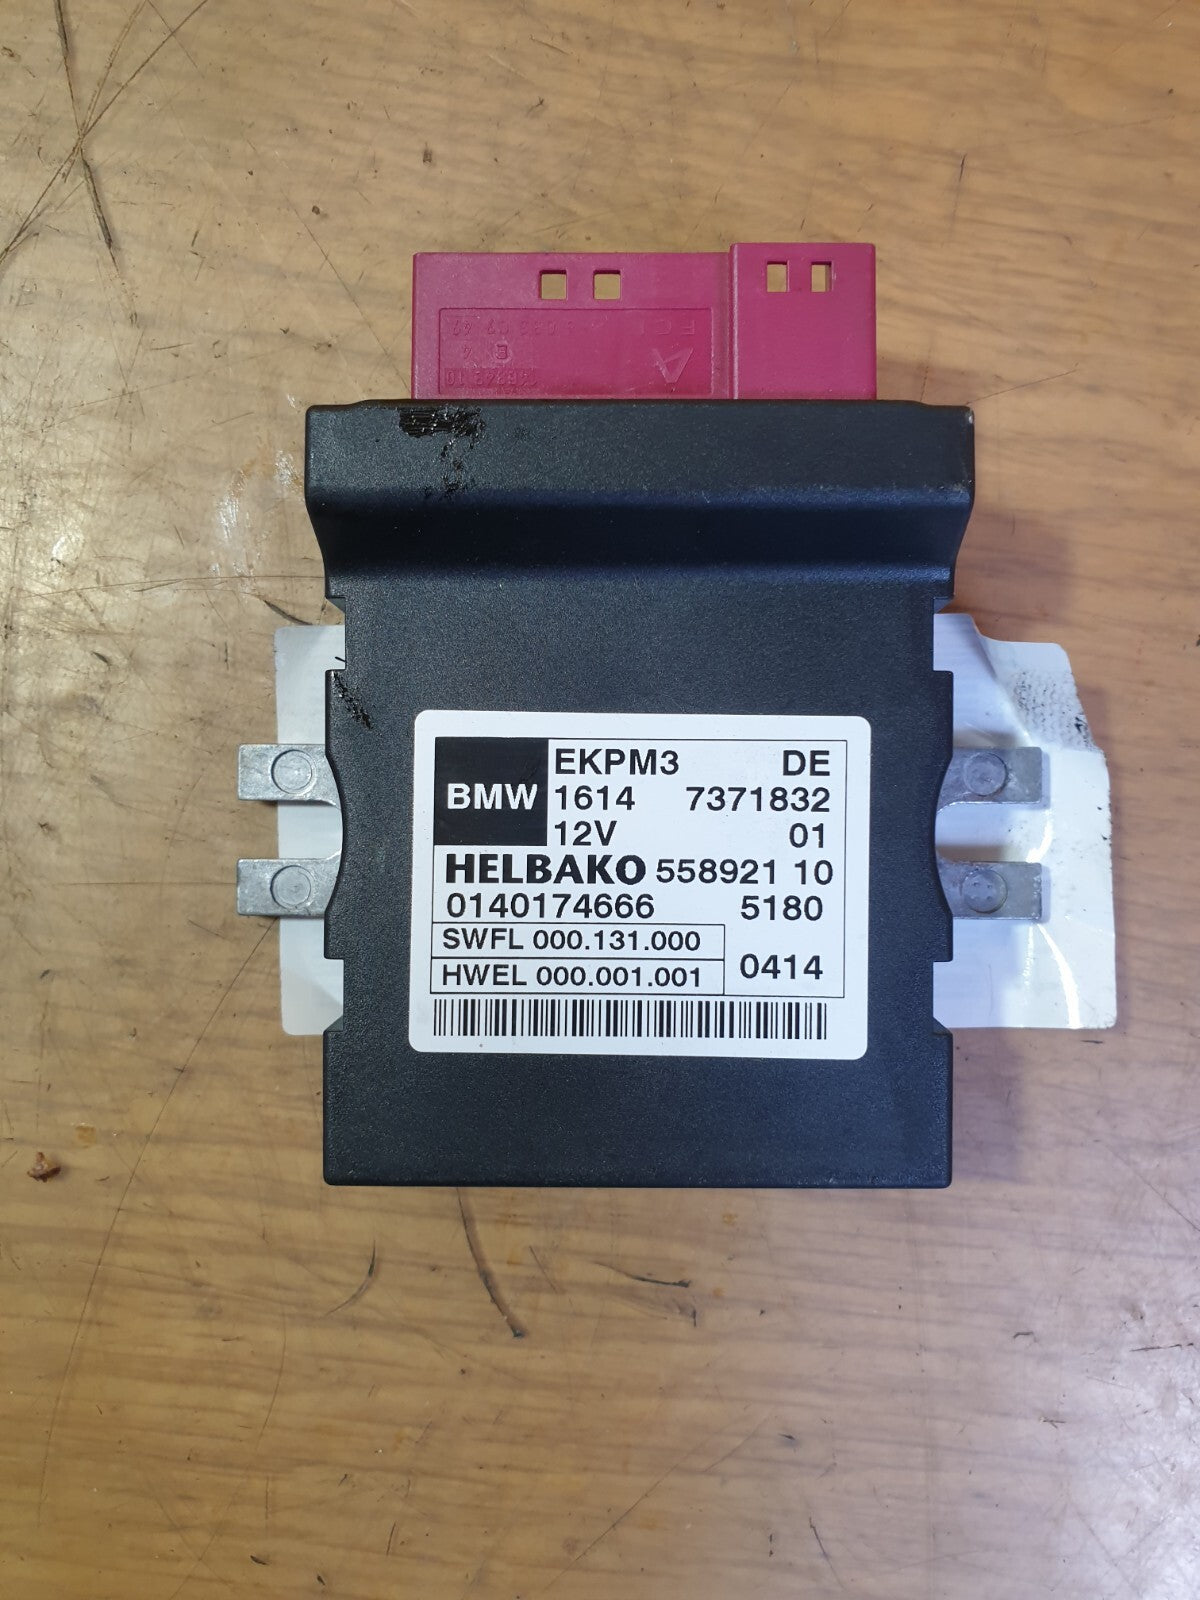 BMW
EKPM3 DE
1614 7371832
12V 01
HELBAKO 558921 10
0140174666 5180
SWFL 000.131.000
HWEL 000.001.001
0414